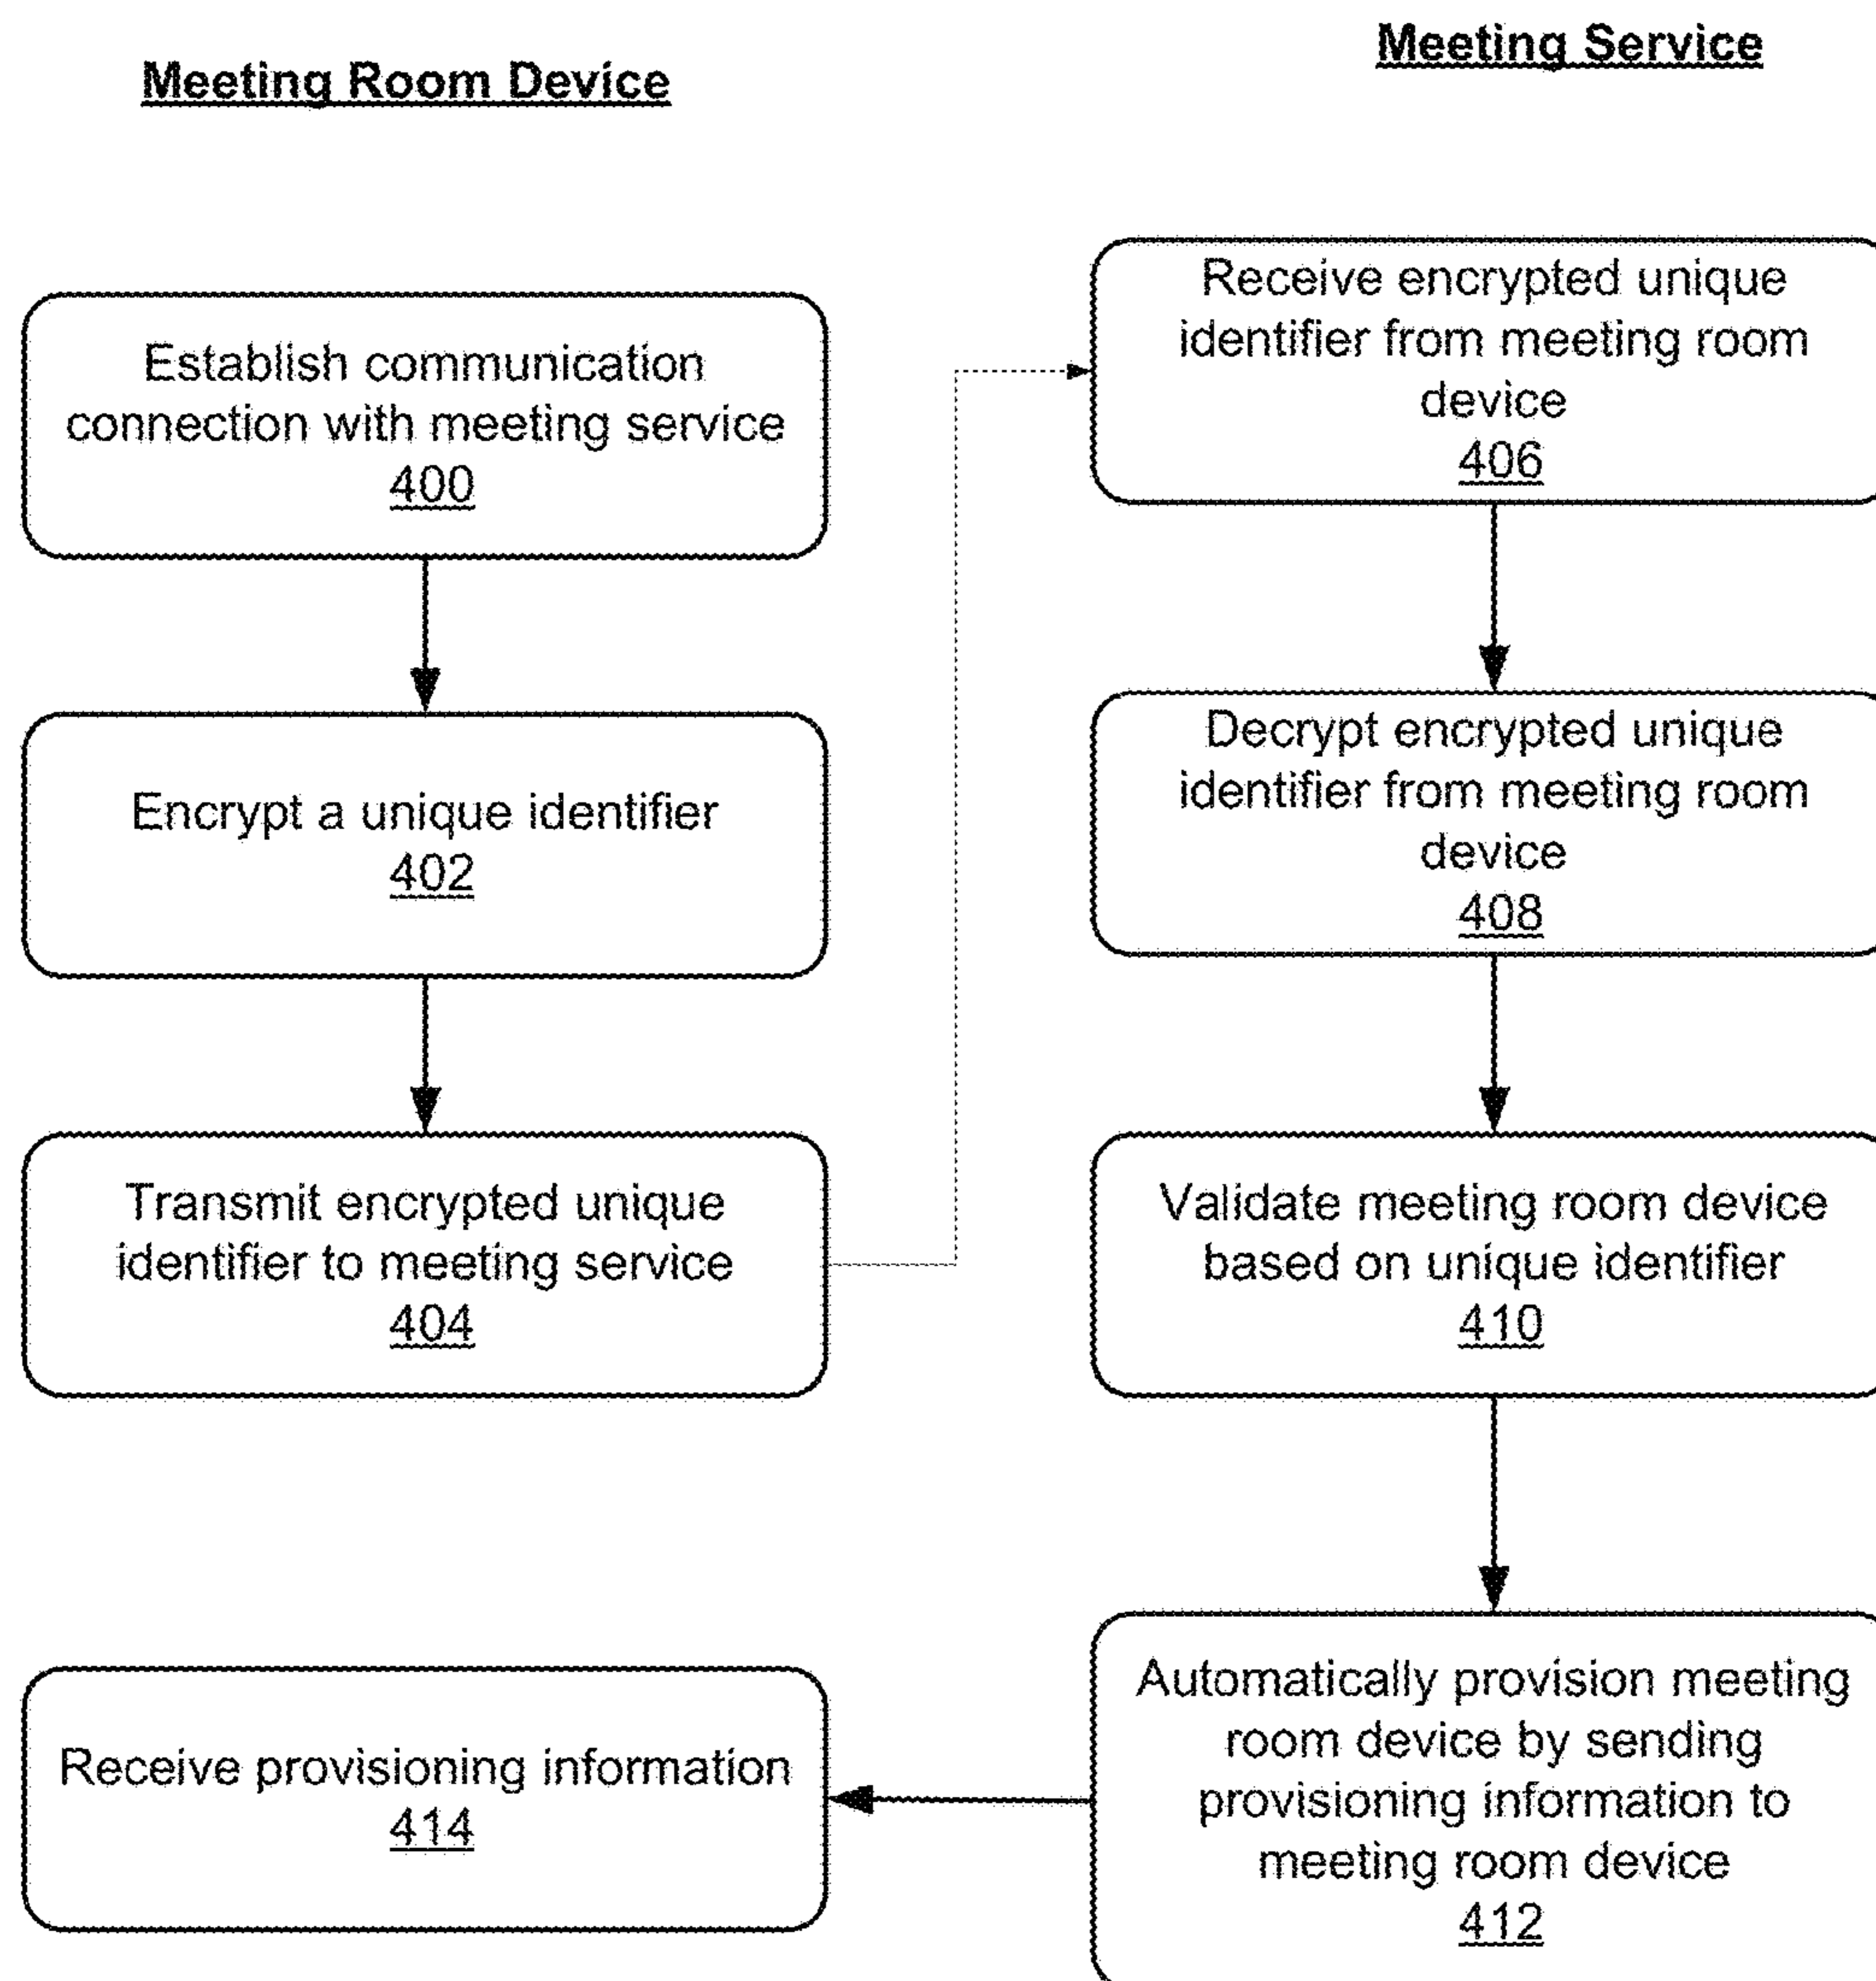 Meeting Room Device
Meeting Service
Establish communication
connection with meeting service
400
Encrypt a unique identifier
402
Transmit encrypted unique
identifier to meeting service
404
Receive encrypted unique
identifier from meeting room
device
406
Decrypt encrypted unique
identifier from meeting room
device
408
Validate meeting room device
based on unique identifier
410
Automatically provision meeting
room device by sending
provisioning information to
meeting room device
412
Receive provisioning information
414